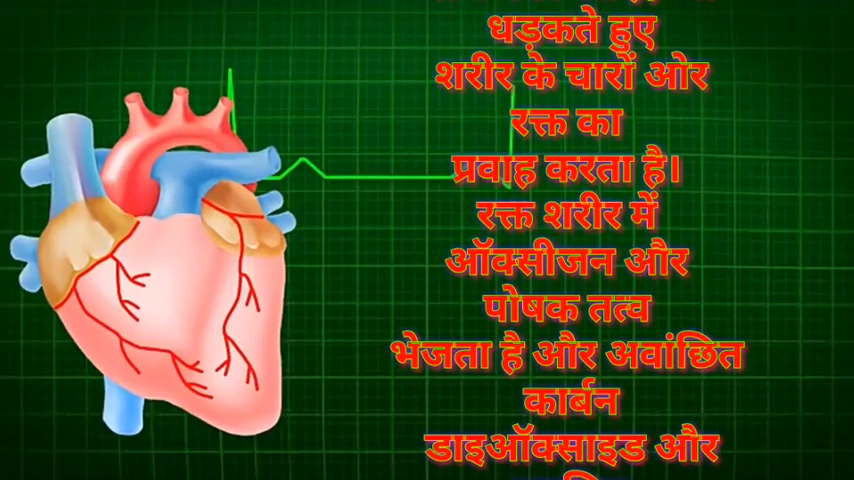 धड़कते हुए
शरीर के चारों ओर
रक्त का
प्रवाह करता है।
रक्त शरीर में
ऑक्सीजन और
पोषक तत्व
भेजता है और अवांछित
कार्बन
डाइऑक्साइड और